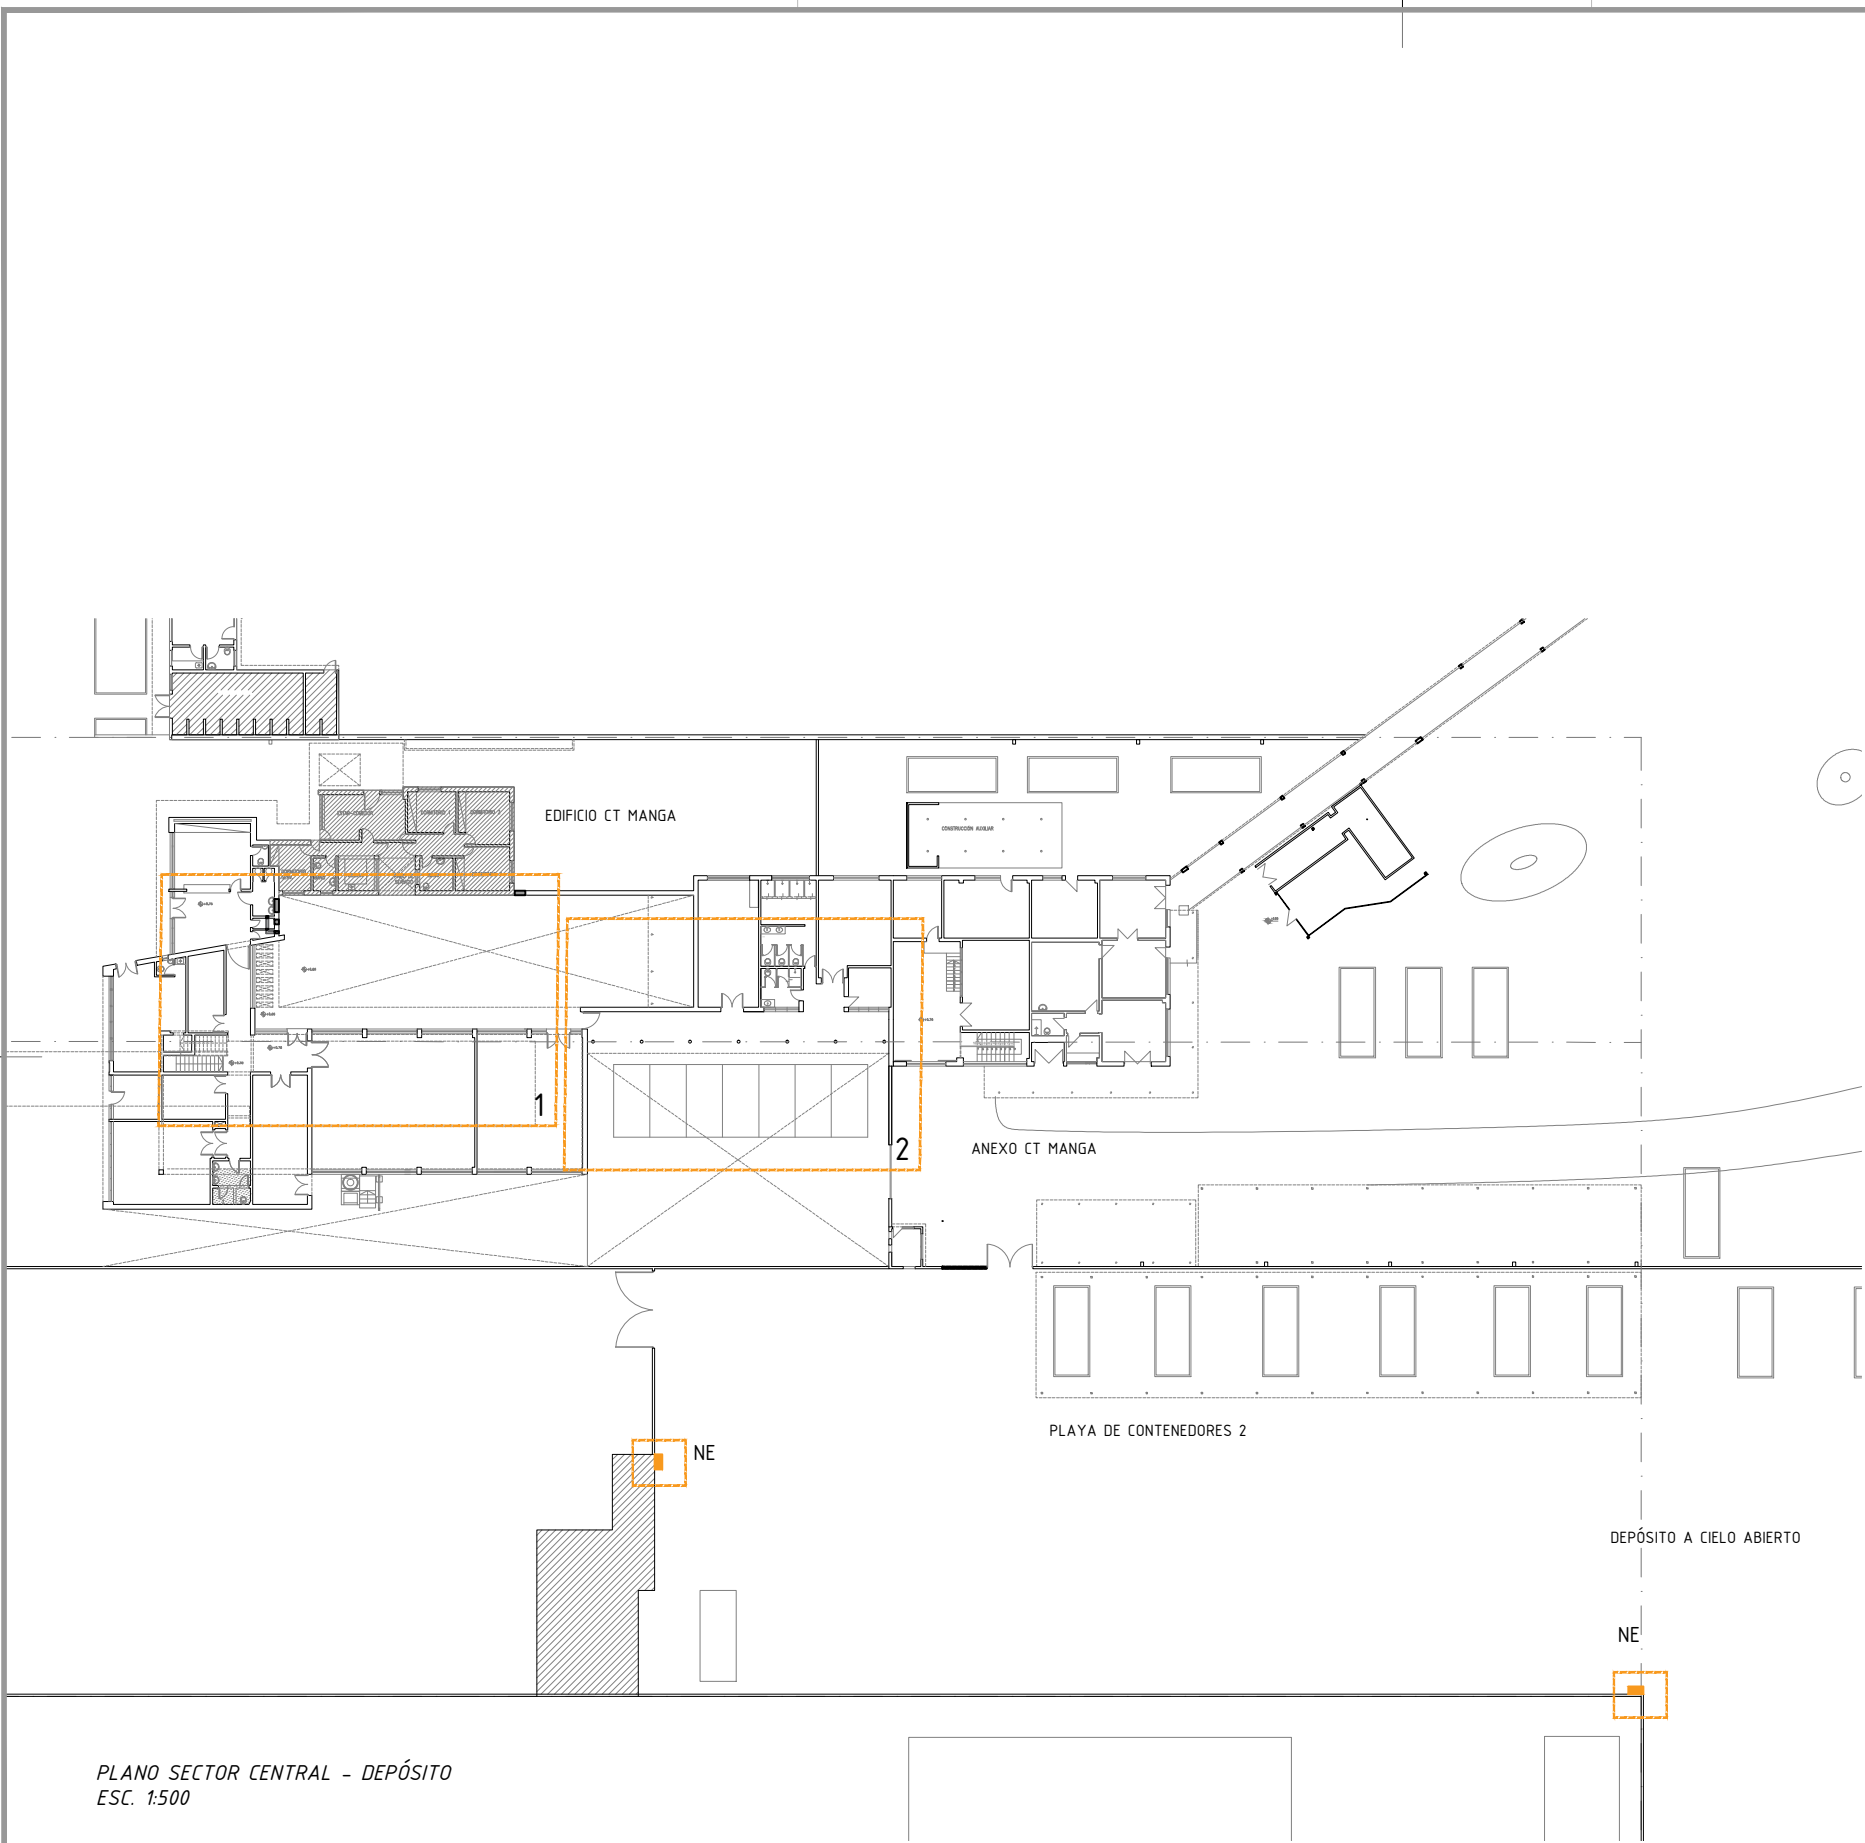 EDIFICIO CT MANGA
CONSTRUCCIÓN AUXILIAR
1
2
ANEXO CT MANGA
PLAYA DE CONTENEDORES 2
NE
DEPÓSITO A CIELO ABIERTO
NE
PLANO SECTOR CENTRAL - DEPÓSITO
ESC. 1:500